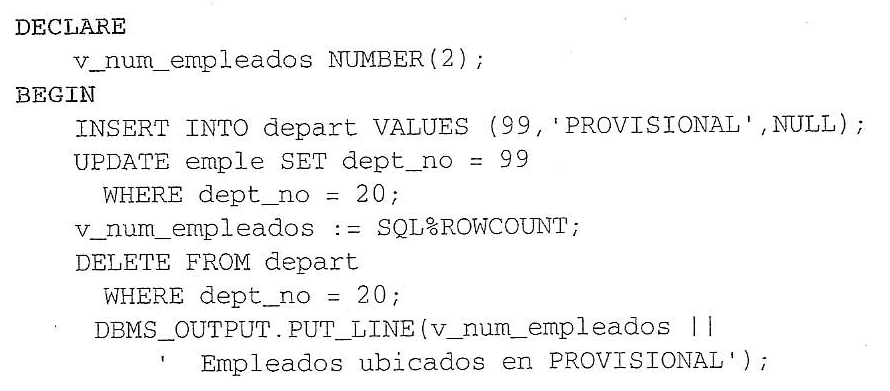 DECLARE
v_num_empleados NUMBER(2);
BEGIN
INSERT INTO depart VALUES (99,'PROVISIONAL',NULL);
UPDATE emple SET dept_no = 99
WHERE dept_no = 20;
v_num_empleados := SQL%ROWCOUNT;
DELETE FROM depart
WHERE dept_no = 20;
DBMS_OUTPUT.PUT_LINE(v_num_empleados ||
' Empleados ubicados en PROVISIONAL');